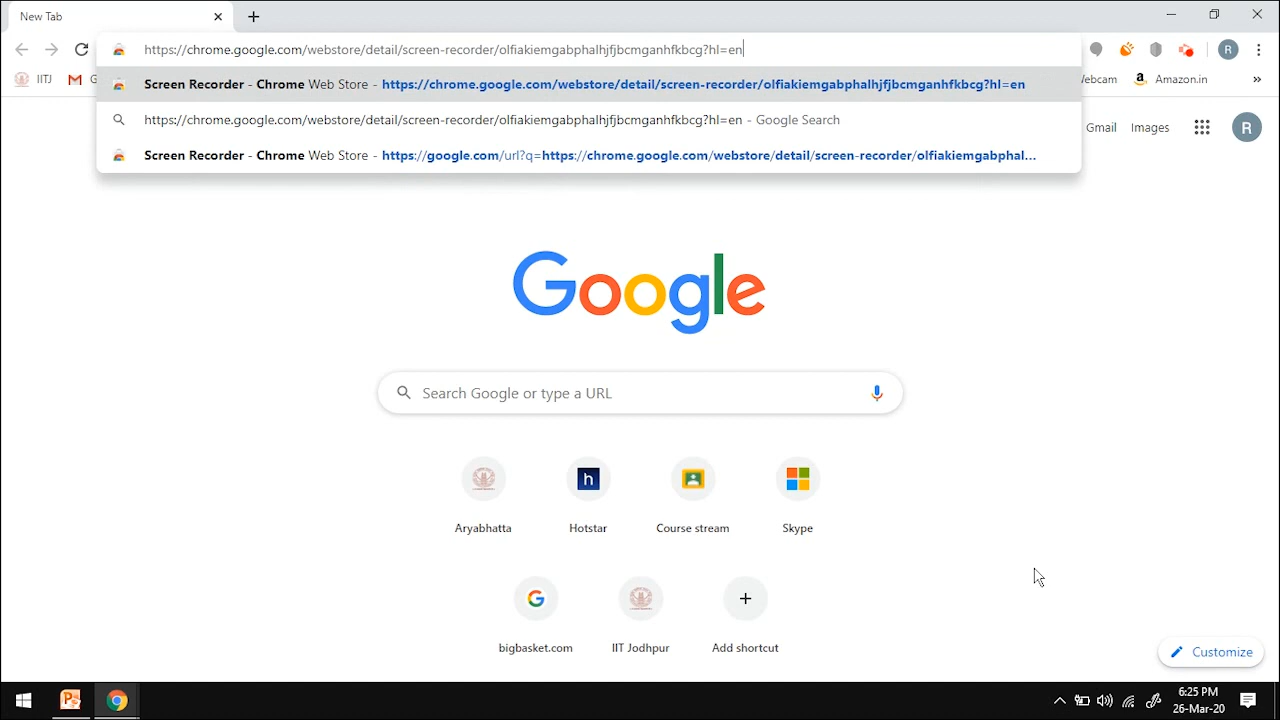 New Tab
https://chrome.google.com/webstore/detail/screen-recorder/olfiakiemgabphalhjfjbcmganhfkbcg?hl=en
R
IITJ
G
Screen Recorder - Chrome Web Store - https://chrome.google.com/webstore/detail/screen-recorder/olfiakiemgabphalhjfjbcmganhfkbcg?hl=en
ebcam
Amazon.in
»
https://chrome.google.com/webstore/detail/screen-recorder/olfiakiemgabphalhjfjbcmganhfkbcg?hl=en - Google Search
Gmail
Images
R
Screen Recorder - Chrome Web Store - https://google.com/url?q=https://chrome.google.com/webstore/detail/screen-recorder/olfiakiemgabphal...
Google
Search Google or type a URL
h
Aryabhatta
Hotstar
Course stream
Skype
G
bigbasket.com
IIT Jodhpur
Add shortcut
Customize
6:25 PM
26-Mar-20